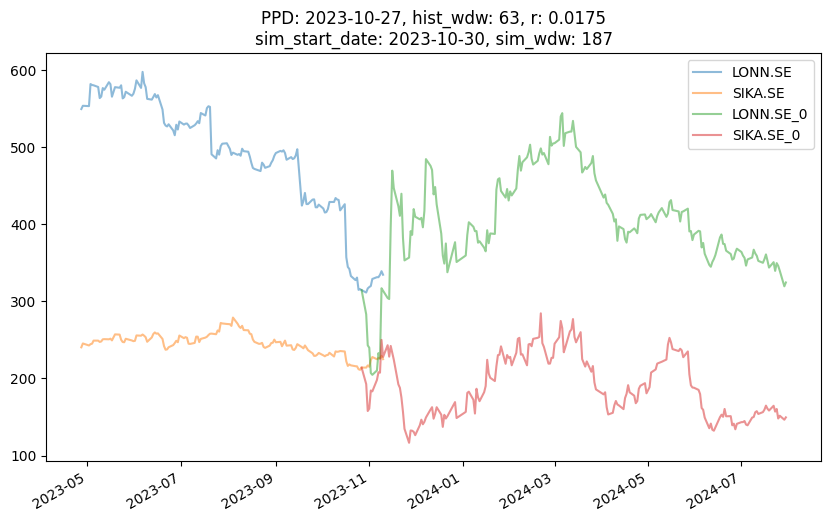 PPD: 2023-10-27, hist_wdw: 63, r: 0.0175
sim_start_date: 2023-10-30, sim_wdw: 187
LONN.SE
SIKA.SE
LONN.SE_0
SIKA.SE_0
600
500
400
300
200
100
2023-05
2023-07
2023-09
2023-11
2024-01
2024-03
2024-05
2024-07